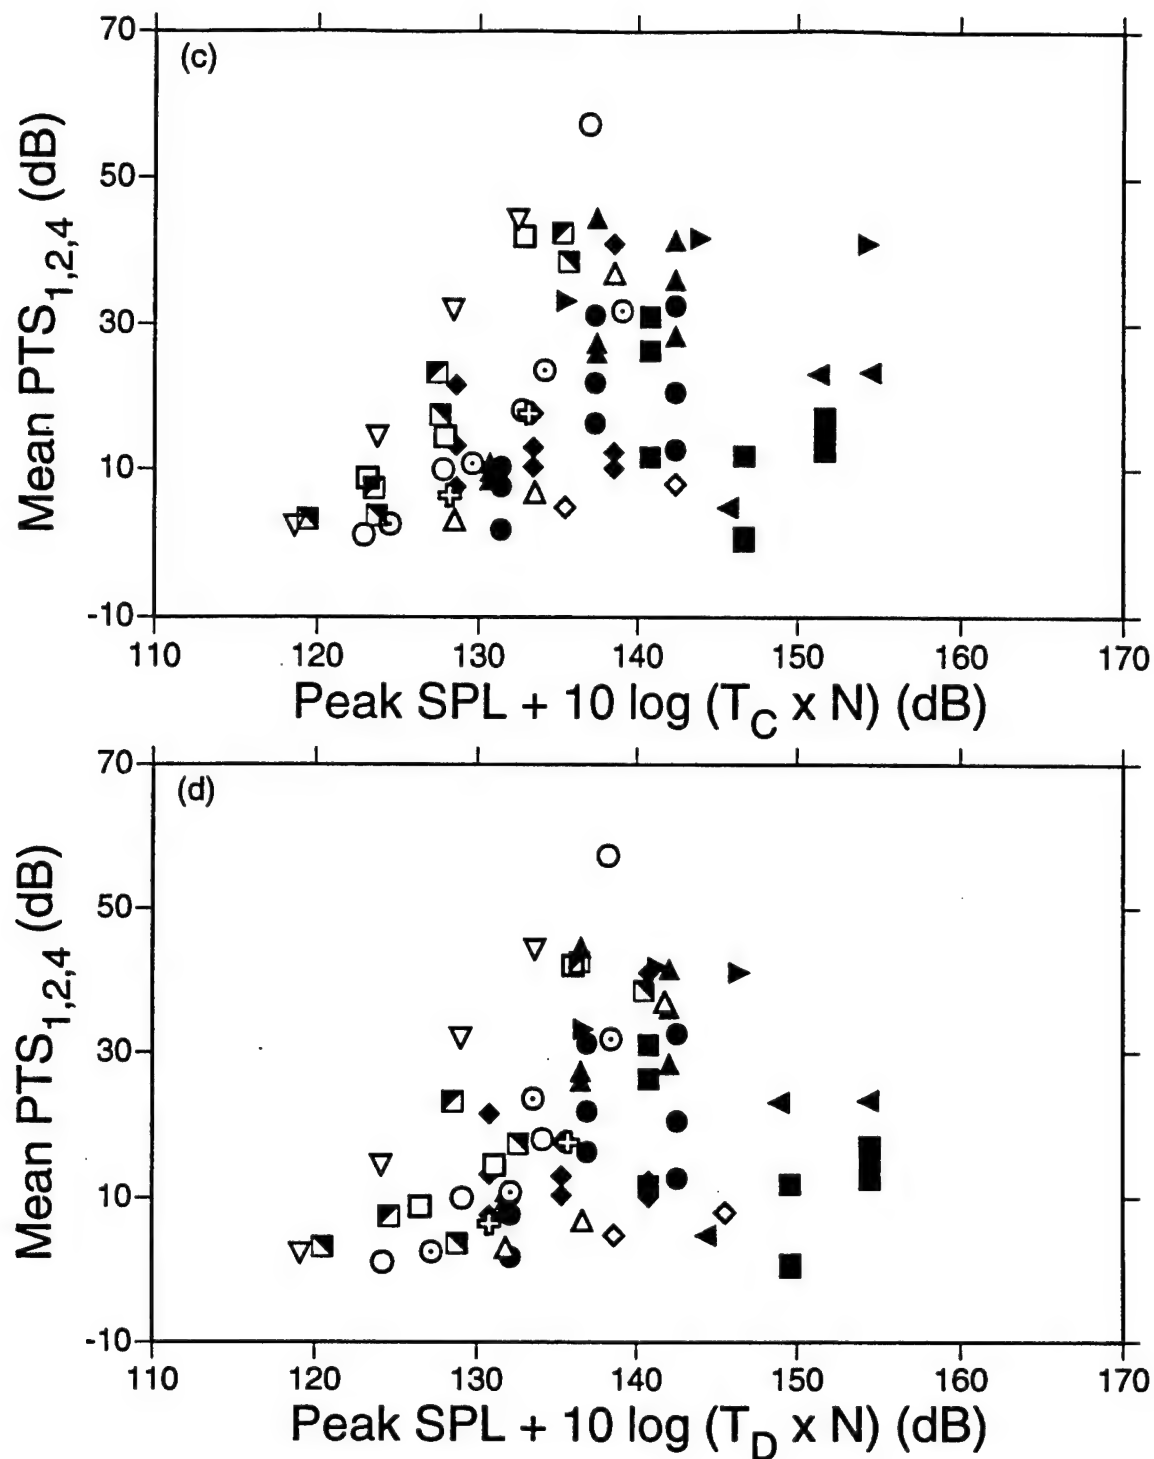 (c)
70
50
30
10
-10
Mean PTS1,2,4 (dB)
110 120 130 140 150 160 170
Peak SPL + 10 log (TC x N) (dB)
(d)
70
50
30
10
-10
Mean PTS1,2,4 (dB)
110 120 130 140 150 160 170
Peak SPL + 10 log (TD x N) (dB)